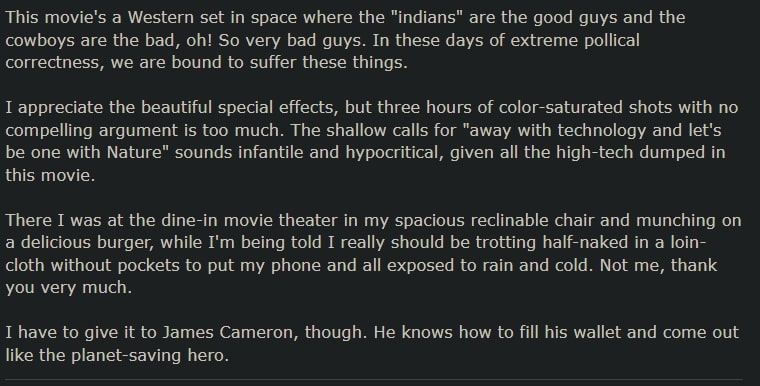 This movie's a Western set in space where the "indians" are the good guys and the
cowboys are the bad, oh! So very bad guys. In these days of extreme pollical
correctness, we are bound to suffer these things.
I appreciate the beautiful special effects, but three hours of color-saturated shots with no
compelling argument is too much. The shallow calls for "away with technology and let's
be one with Nature" sounds infantile and hypocritical, given all the high-tech dumped in
this movie.
There I was at the dine-in movie theater in my spacious reclinable chair and munching on
a delicious burger, while I'm being told I really should be trotting half-naked in a loin-
cloth without pockets to put my phone and all exposed to rain and cold. Not me, thank
you very much.
I have to give it to James Cameron, though. He knows how to fill his wallet and come out
like the planet-saving hero.